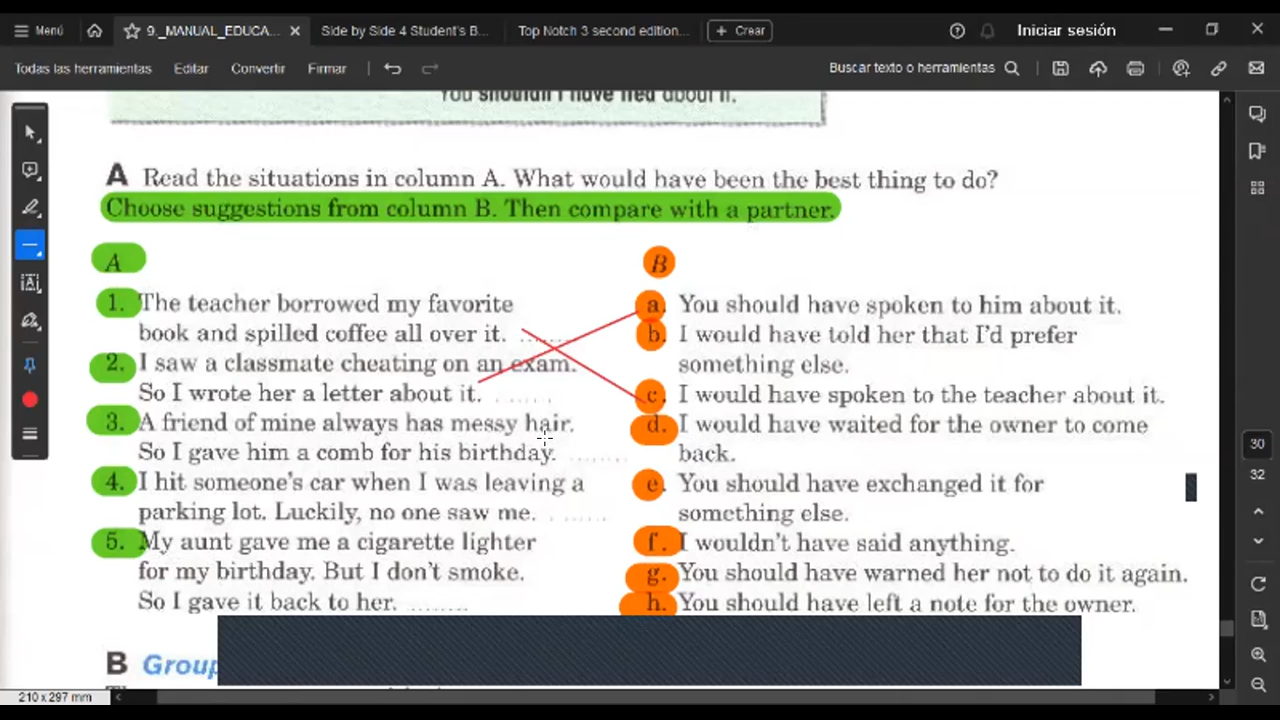 Menú
9._MANUAL_EDUCA...
Side by Side 4 Student's B...
Top Notch 3 second edition...
+ Crear
Iniciar sesión
Todas las herramientas
Editar
Convertir
Firmar
Buscar texto o herramientas
You shouldn't have lied about it.
A Read the situations in column A. What would have been the best thing to do?
Choose suggestions from column B. Then compare with a partner.
A
1. The teacher borrowed my favorite
book and spilled coffee all over it. ........
2. I saw a classmate cheating on an exam.
So I wrote her a letter about it. ........
3. A friend of mine always has messy hair.
So I gave him a comb for his birthday. ........
4. I hit someone's car when I was leaving a
parking lot. Luckily, no one saw me. ........
5. My aunt gave me a cigarette lighter
for my birthday. But I don't smoke.
So I gave it back to her. ........
B
a. You should have spoken to him about it.
b. I would have told her that I'd prefer
something else.
c. I would have spoken to the teacher about it.
d. I would have waited for the owner to come
back.
e. You should have exchanged it for
something else.
f. I wouldn't have said anything.
g. You should have warned her not to do it again.
h. You should have left a note for the owner.
B Group
30
32
210 x 297 mm